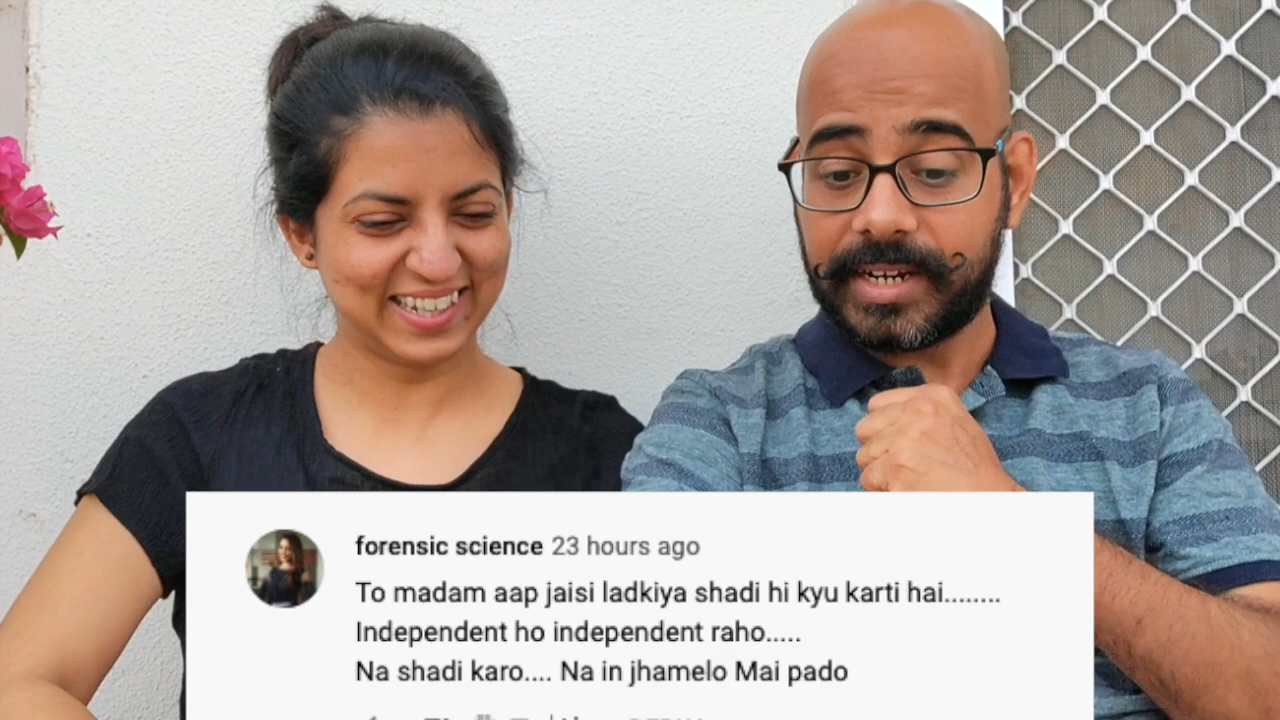 forensic science 23 hours ago
To madam aap jaisi ladkiya shadi hi kyu karti hai........
Independent ho independent raho.....
Na shadi karo.... Na in jhamelo Mai pado